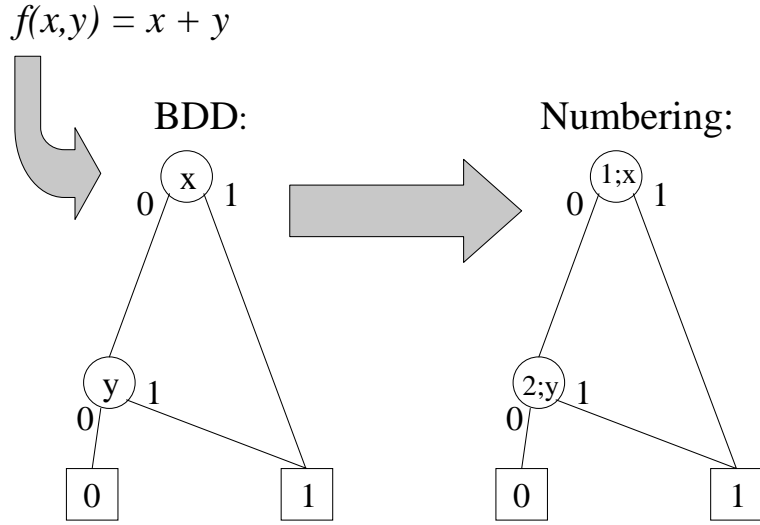 f(x,y) = x + y
BDD: Numbering:
x 1;x
0 1 0 1
y 2;y
1 1
0 0
0 1 0 1